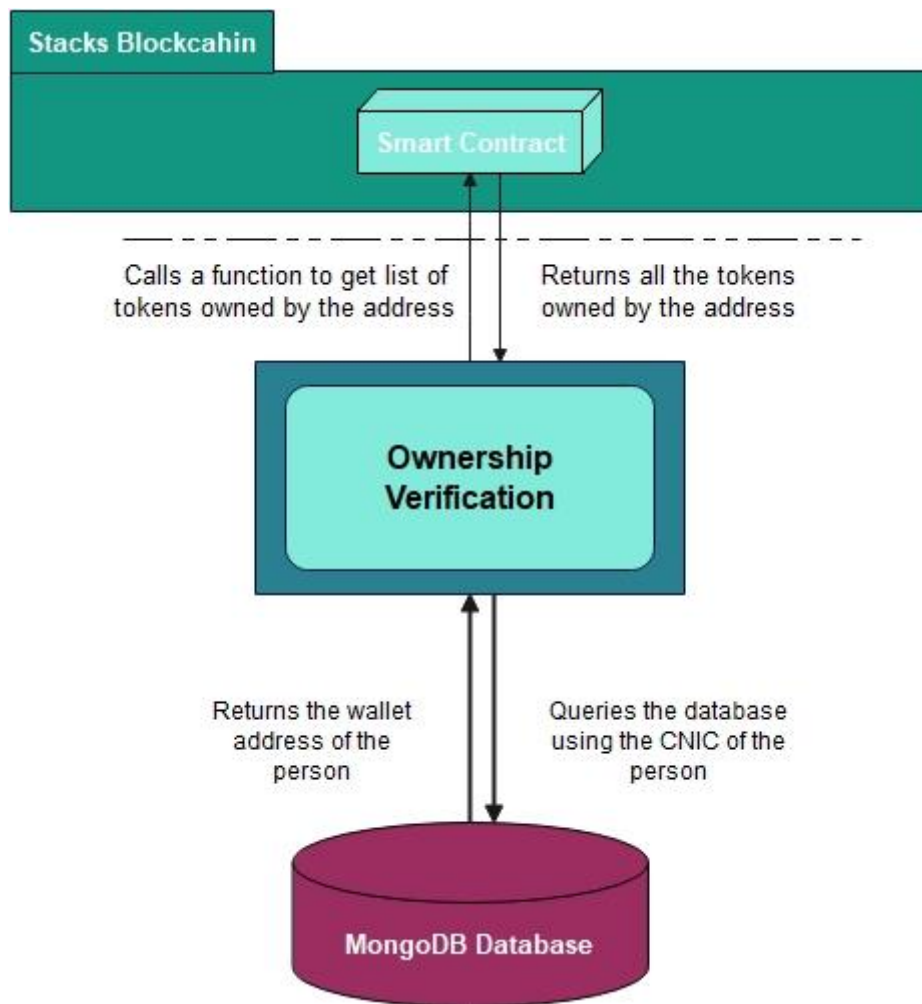 Stacks Blockcahin
Smart Contract
Calls a function to get list of
tokens owned by the address
Returns all the tokens
owned by the address
Ownership
Verification
Returns the wallet
address of the
person
Queries the database
using the CNIC of the
person
MongoDB Database